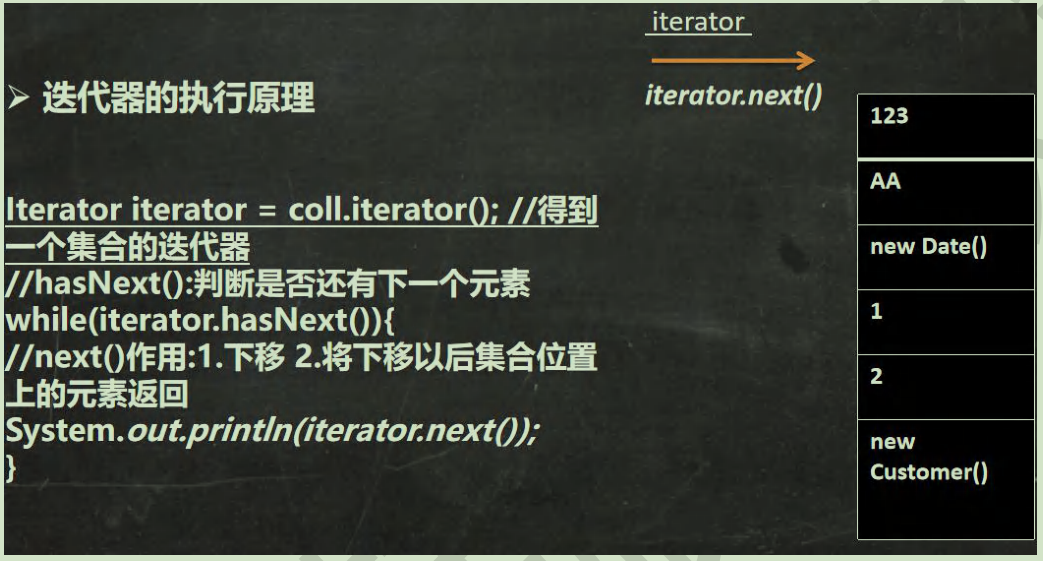 iterator
➢ 迭代器的执行原理
iterator.next()
Iterator iterator = coll.iterator(); //得到
一个集合的迭代器
//hasNext():判断是否还有下一个元素
while(iterator.hasNext()){
//next()作用:1.下移 2.将下移以后集合位置
上的元素返回
System.out.println(iterator.next());
}
123
AA
new Date()
1
2
new
Customer()